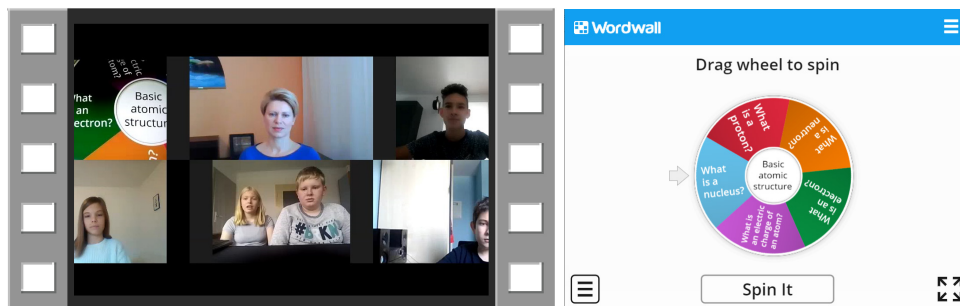 What
an
electron?
Basic
atomic
structure
Wordwall
Drag wheel to spin
What
is a
proton?
What
is a
neutron?
What
is an
electron?
What is
an electric
charge of
an atom?
What
is a
nucleus?
Basic
atomic
structure
Spin It